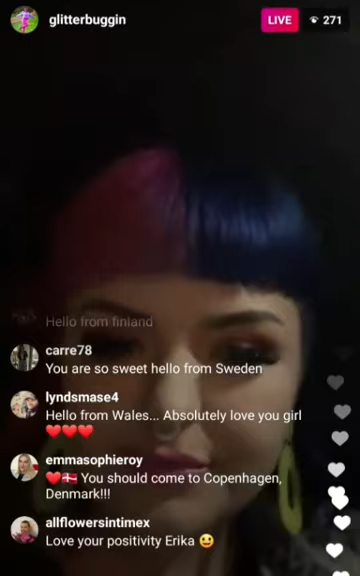 glitterbuggin
LIVE
271
Hello from finland
carre78
You are so sweet hello from Sweden
lyndsmase4
Hello from Wales... Absolutely love you girl
❤️❤️❤️
emmasophieroy
❤️🇩🇰 You should come to Copenhagen,
Denmark!!!
allflowersintimex
Love your positivity Erika 😃